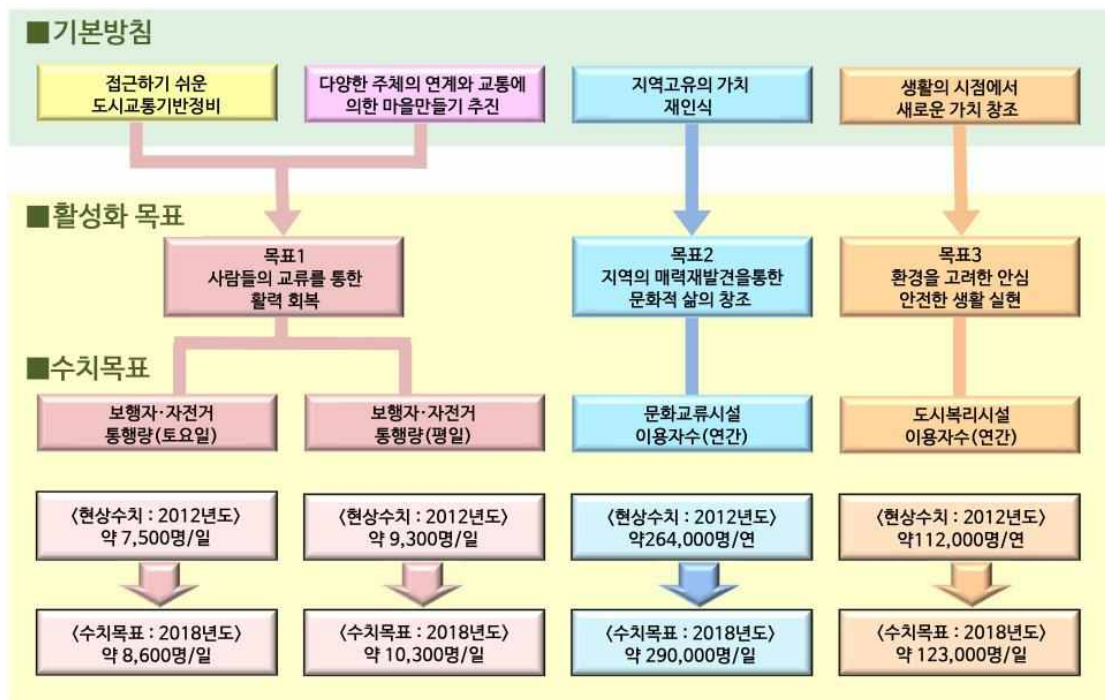 ■기본방침
접근하기 쉬운
도시교통기반정비
다양한 주체의 연계와 교통에
의한 마을만들기 추진
지역고유의 가치
재인식
생활의 시점에서
새로운 가치 창조
■활성화 목표
목표1
사람들의 교류를 통한
활력 회복
목표2
지역의 매력재발견을통한
문화적 삶의 창조
목표3
환경을 고려한 안심
안전한 생활 실현
■수치목표
보행자·자전거
통행량(토요일)
보행자·자전거
통행량(평일)
문화교류시설
이용자수(연간)
도시복리시설
이용자수(연간)
〈현상수치 : 2012년도〉
약 7,500명/일
〈현상수치 : 2012년도〉
약 9,300명/일
〈현상수치 : 2012년도〉
약264,000명/연
〈현상수치 : 2012년도〉
약112,000명/연
〈수치목표 : 2018년도〉
약 8,600명/일
〈수치목표 : 2018년도〉
약 10,300명/일
〈수치목표 : 2018년도〉
약 290,000명/일
〈수치목표 : 2018년도〉
약 123,000명/일